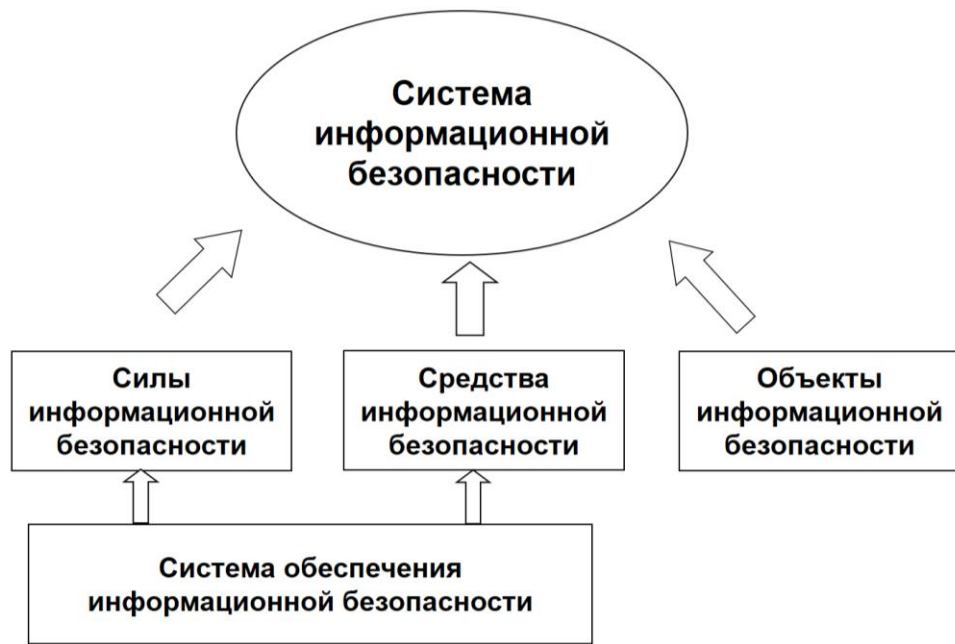 Система
информационной
безопасности
Силы
информационной
безопасности
Средства
информационной
безопасности
Объекты
информационной
безопасности
Система обеспечения
информационной безопасности